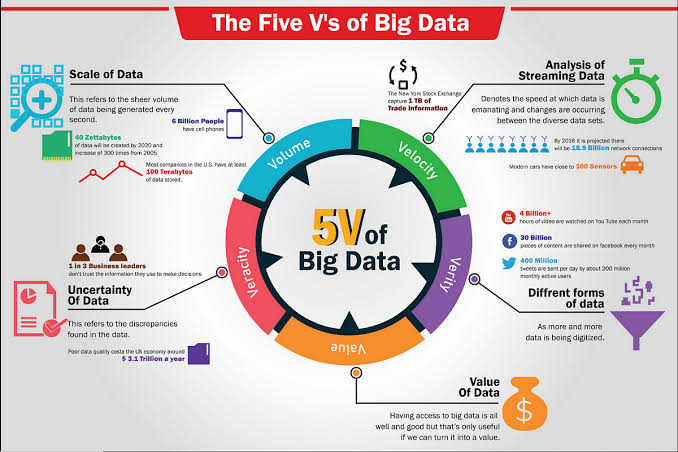 The Five V's of Big Data
Scale of Data
This refers to the sheer volume
of data being generated every
second.
6 Billion People
have cell phones
40 Zettabytes
of data will be created by 2020 and
increase of 300 times from 2005
Most companies in the U.S. have at least
100 Terabytes
of data stored.
The New York Stock Exchange
capture 1 TB of
Trade Information
Analysis of
Streaming Data
Denotes the speed at which data is
emanating and changes are occurring
between the diverse data sets.
By 2016 it is projected there
will be 18.9 Billion network connections
Modern cars have close to 100 Sensors
Volume
Velocity
Veracity
Verity
Value
5V of
Big Data
1 in 3 Business leaders
don't trust the information they use to make decisions
Uncertainty
Of Data
This refers to the discrepancies
found in the data.
Poor data quality costa the US economy around
$ 3.1 Trillion a year
You
Tube
4 Billion+
hours of video are watched on You Tube each month
f
30 Billion
pieces of content are shared on facebook every month
400 Million
tweets are sent per day by about 200 million
monthly active users
Diffrent forms
of data
As more and more
data is being digitized.
Value
Of Data
Having access to big data is all
well and good but that's only useful
if we can turn it into a value.
$
$